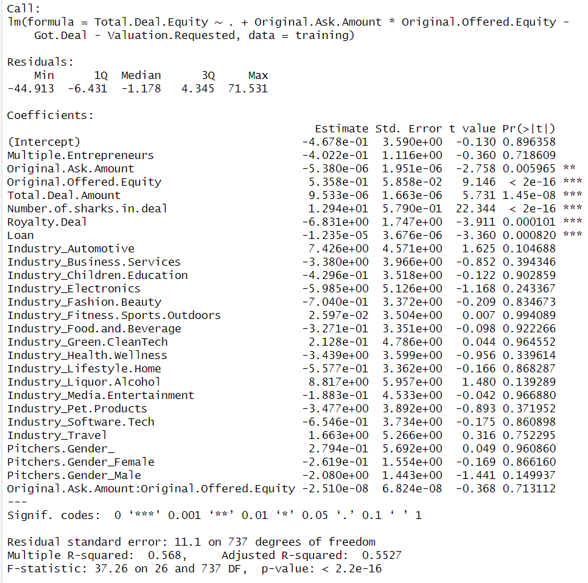 Call:
lm(formula = Total.Deal.Equity ~ . + Original.Ask.Amount * Original.Offered.Equity -
    Got.Deal - Valuation.Requested, data = training)

Residuals:
    Min      1Q  Median      3Q     Max
-44.913  -6.431  -1.178   4.345  71.531

Coefficients:
                                              Estimate Std. Error t value Pr(>|t|)
(Intercept)                                 -4.678e-01  3.590e+00  -0.130 0.896358
Multiple.Entrepreneurs                      -4.022e-01  1.116e+00  -0.360 0.718609
Original.Ask.Amount                         -5.380e-06  1.951e-06  -2.758 0.005965 **
Original.Offered.Equity                      5.358e-01  5.858e-02   9.146  < 2e-16 ***
Total.Deal.Amount                            9.533e-06  1.663e-06   5.731 1.45e-08 ***
Number.of.sharks.in.deal                     1.294e+01  5.790e-01  22.344  < 2e-16 ***
Royalty.Deal                                -6.831e+00  1.747e+00  -3.911 0.000101 ***
Loan                                        -1.235e-05  3.676e-06  -3.360 0.000820 ***
Industry_Automotive                          7.426e+00  4.571e+00   1.625 0.104688
Industry_Business.Services                  -3.380e+00  3.966e+00  -0.852 0.394346
Industry_Children.Education                 -4.296e-01  3.518e+00  -0.122 0.902859
Industry_Electronics                        -5.985e+00  5.126e+00  -1.168 0.243367
Industry_Fashion.Beauty                     -7.040e-01  3.372e+00  -0.209 0.834673
Industry_Fitness.Sports.Outdoors             2.597e-02  3.504e+00   0.007 0.994089
Industry_Food.and.Beverage                  -3.271e-01  3.351e+00  -0.098 0.922266
Industry_Green.CleanTech                     2.128e-01  4.786e+00   0.044 0.964552
Industry_Health.Wellness                    -3.439e+00  3.599e+00  -0.956 0.339614
Industry_Lifestyle.Home                     -5.577e-01  3.362e+00  -0.166 0.868287
Industry_Liquor.Alcohol                      8.817e+00  5.957e+00   1.480 0.139289
Industry_Media.Entertainment                -1.883e-01  4.533e+00  -0.042 0.966880
Industry_Pet.Products                       -3.477e+00  3.892e+00  -0.893 0.371952
Industry_Software.Tech                      -6.546e-01  3.734e+00  -0.175 0.860898
Industry_Travel                              1.663e+00  5.266e+00   0.316 0.752295
Pitchers.Gender_                             2.794e-01  5.692e+00   0.049 0.960860
Pitchers.Gender_Female                      -2.619e-01  1.554e+00  -0.169 0.866160
Pitchers.Gender_Male                        -2.080e+00  1.443e+00  -1.441 0.149937
Original.Ask.Amount:Original.Offered.Equity -2.510e-08  6.824e-08  -0.368 0.713112
---
Signif. codes:  0 ‘***’ 0.001 ‘**’ 0.01 ‘*’ 0.05 ‘.’ 0.1 ‘ ’ 1

Residual standard error: 11.1 on 737 degrees of freedom
Multiple R-squared:  0.568,	Adjusted R-squared:  0.5527
F-statistic: 37.26 on 26 and 737 DF,  p-value: < 2.2e-16